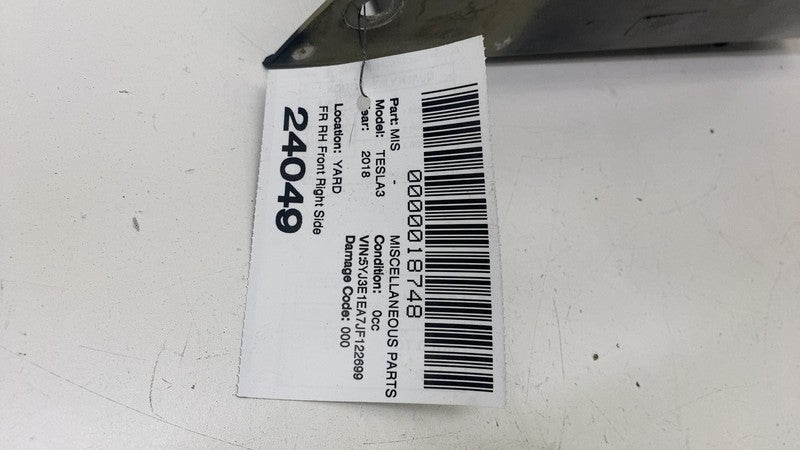 0000018748
Part: MIS - MISCELLANEOUS PARTS
Model: TESLA3 Condition: 0cc
2018 VIN:5YJ3E1EA7JF122699
Damage Code: 000
Location: YARD
FR RH Front Right Side
24049